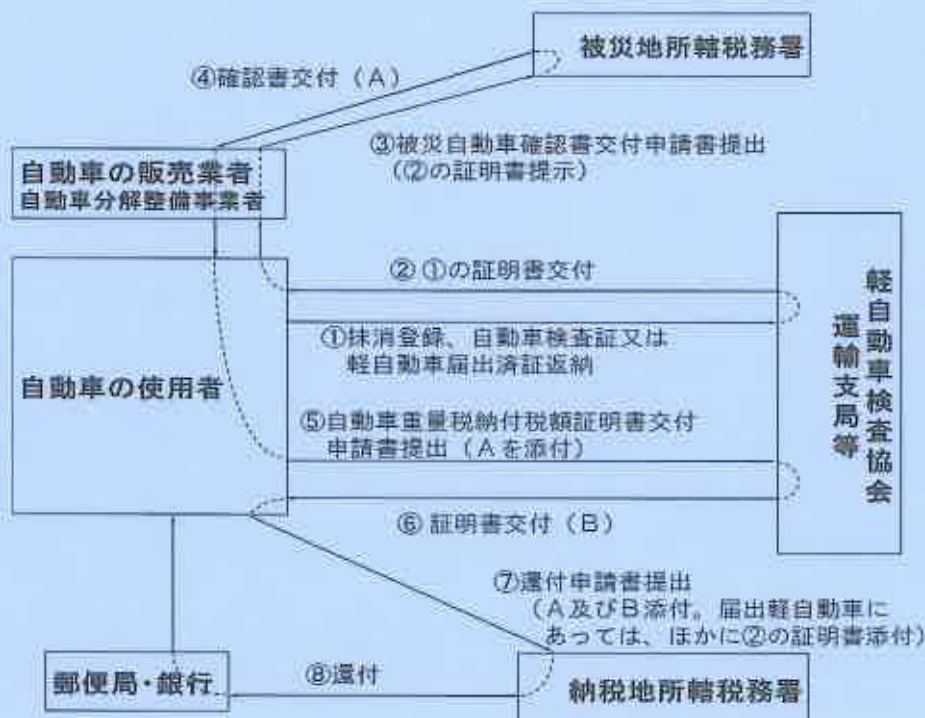 被災地所轄税務署
④確認書交付（A）
③被災自動車確認書交付申請書提出
（②の証明書提示）
自動車の販売業者
自動車分解整備事業者
② ①の証明書交付
①抹消登録、自動車検査証又は
軽自動車届出済証返納
自動車の使用者
軽自動車検査協会
運輸支局等
⑤自動車重量税納付税額証明書交付
申請書提出（Aを添付）
⑥ 証明書交付（B）
⑦還付申請書提出
（A及びB添付。届出軽自動車に
あっては、ほかに②の証明書添付）
郵便局・銀行
⑧還付
納税地所轄税務署